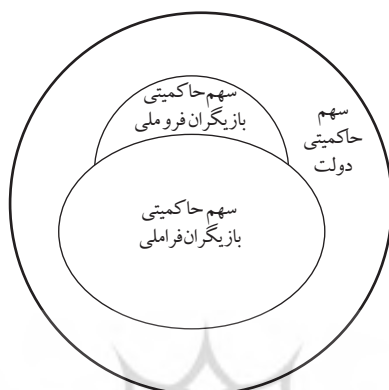 سهم حاکمیتی
بازیگران فروملی
سهم
حاکمیتی
دولت
سهم حاکمیتی
بازیگران فراملی